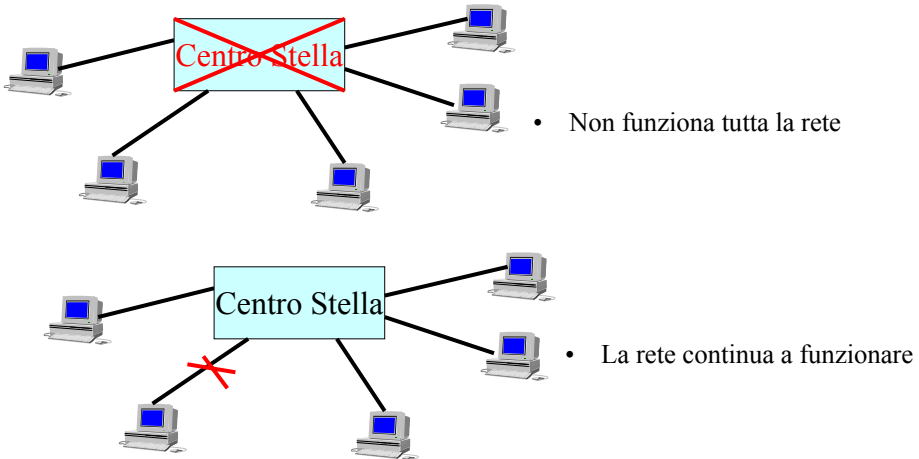 Centro Stella
• Non funziona tutta la rete
Centro Stella
• La rete continua a funzionare